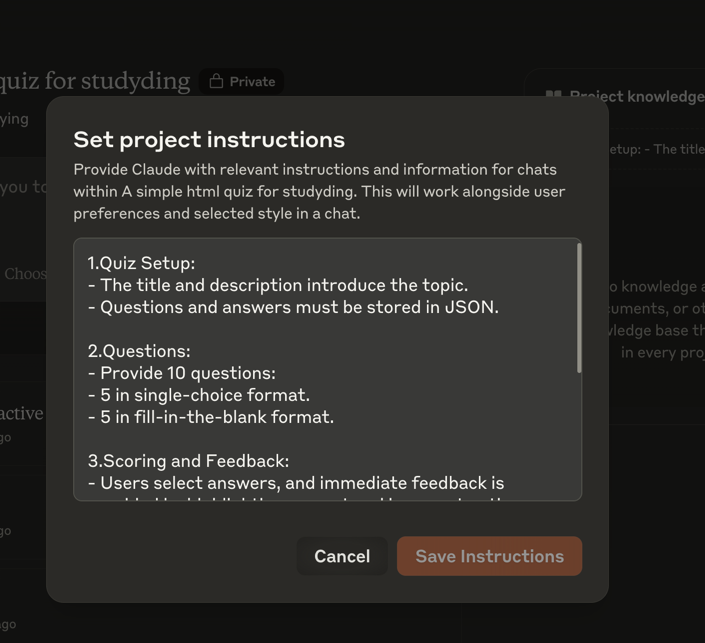 quiz for studyding
Private
Project knowledge
ying
Set project instructions
Provide Claude with relevant instructions and information for chats
within A simple html quiz for studyding. This will work alongside user
preferences and selected style in a chat.
etup: - The title
you to
Choos
1.Quiz Setup:
- The title and description introduce the topic.
- Questions and answers must be stored in JSON.
2.Questions:
- Provide 10 questions:
- 5 in single-choice format.
- 5 in fill-in-the-blank format.
3.Scoring and Feedback:
- Users select answers, and immediate feedback is
o knowledge a
cuments, or ot
wledge base th
in every proj
active
go
go
ago
Cancel
Save Instructions